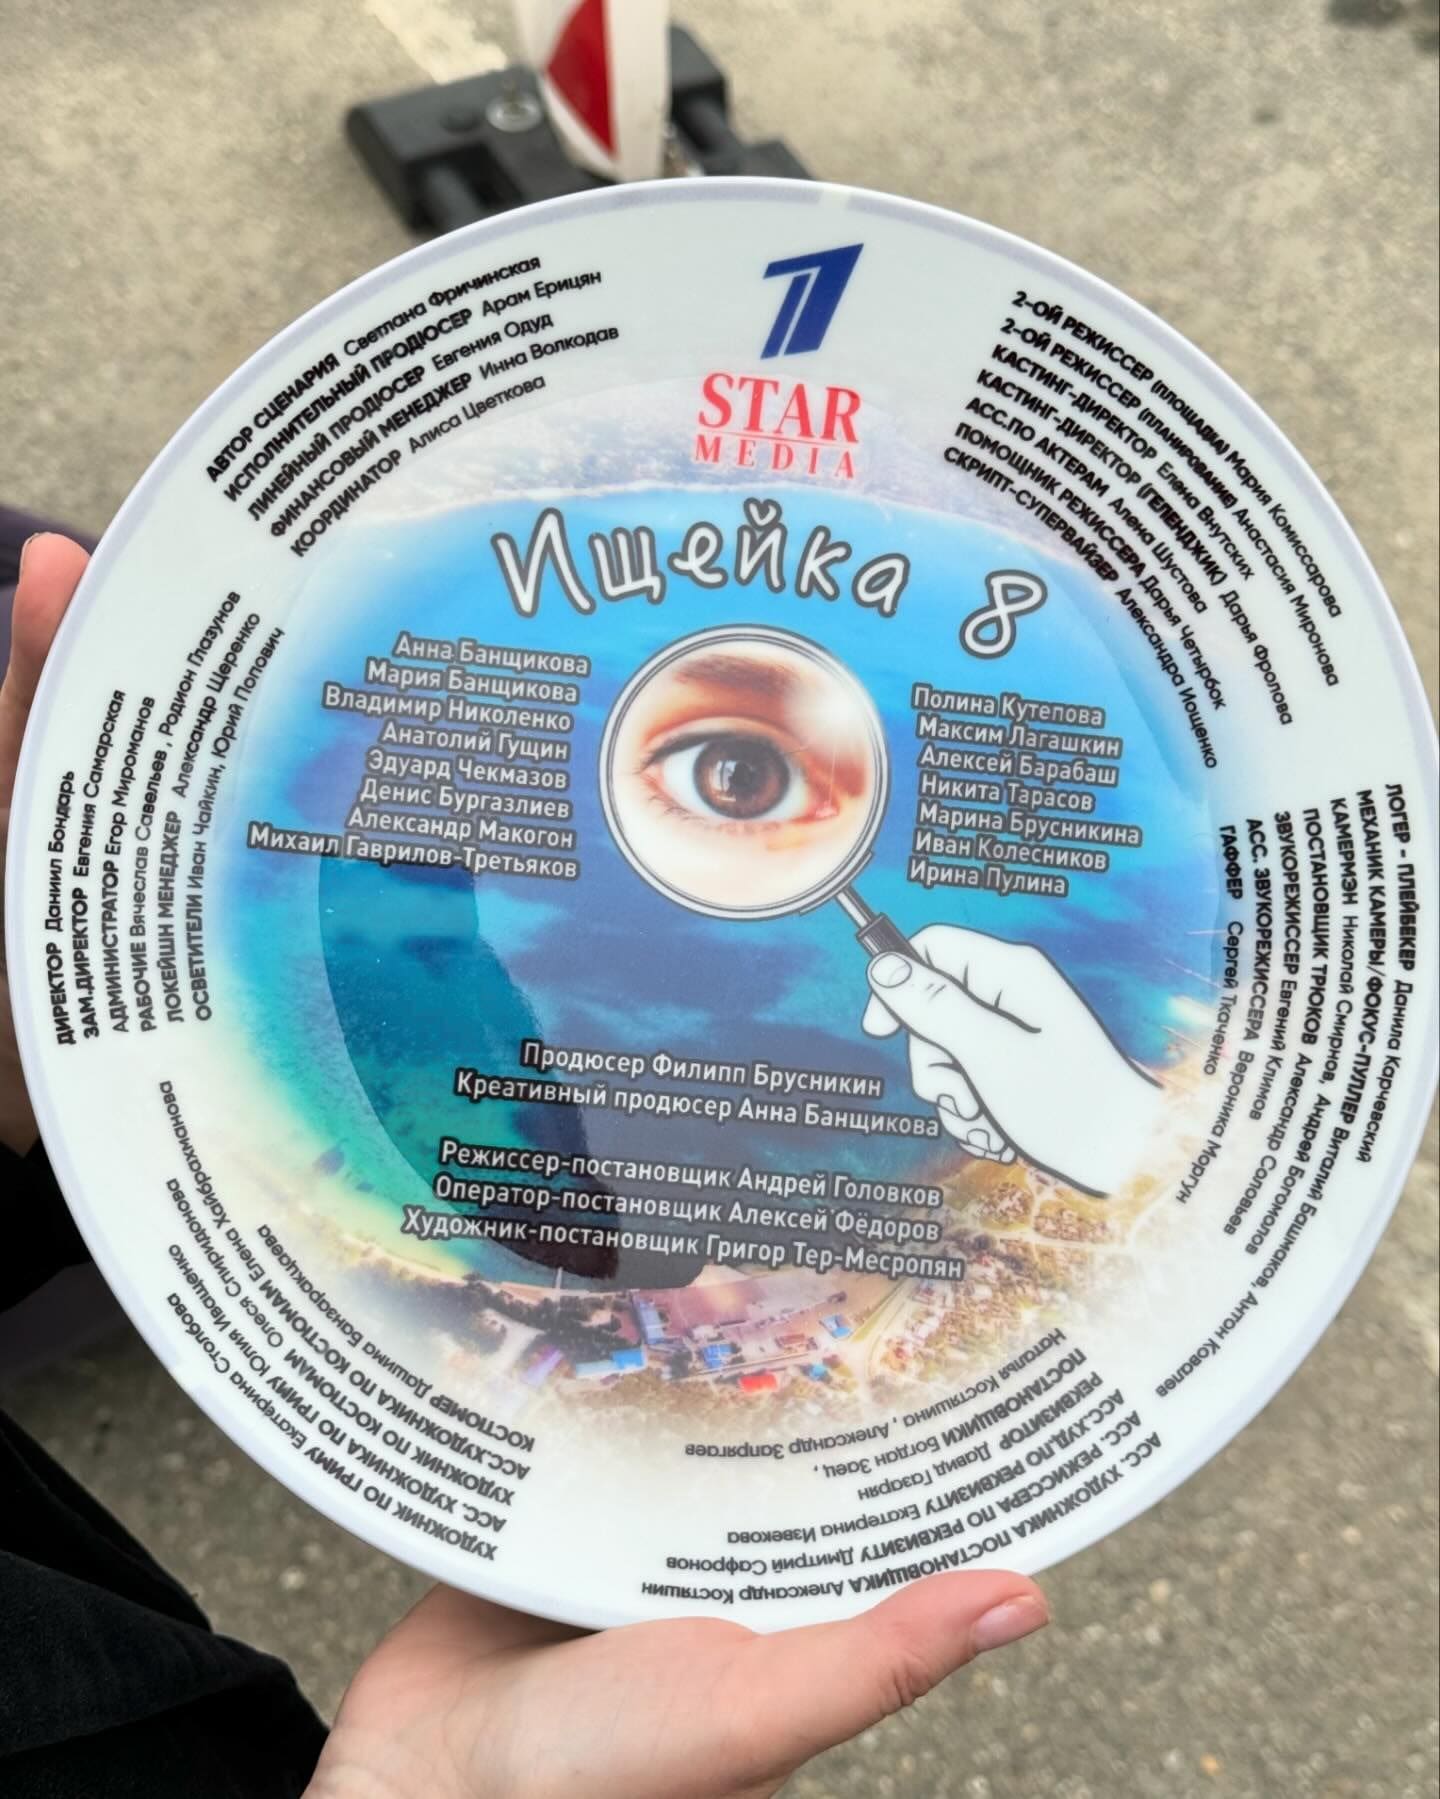 1
STAR
MEDIA
Ищейка 8
Анна Банщикова
Мария Банщикова
Владимир Николенко
Анатолий Гущин
Эдуард Чекмазов
Денис Бургазлиев
Александр Макогон
Михаил Гаврилов-Третьяков
Полина Кутепова
Максим Лагашкин
Алексей Барабаш
Никита Тарасов
Марина Брусникина
Иван Колесников
Ирина Пулина
Продюсер Филипп Брусникин
Креативный продюсер Анна Банщикова
Режиссер-постановщик Андрей Головков
Оператор-постановщик Алексей Фёдоров
Художник-постановщик Григор Тер-Месропян
АВТОР СЦЕНАРИЯ Светлана Фричинская
ИСПОЛНИТЕЛЬНЫЙ ПРОДЮСЕР Арам Ерицян
ЛИНЕЙНЫЙ ПРОДЮСЕР Евгения Одуд
ФИНАНСОВЫЙ МЕНЕДЖЕР Инна Волкодав
КООРДИНАТОР Алиса Цветкова
2-ОЙ РЕЖИССЕР (ПЛОЩАДКА) Мария Комиссарова
2-ОЙ РЕЖИССЕР (ПЛАНИРОВАНИЕ) Анастасия Миронова
КАСТИНГ-ДИРЕКТОР Елена Внутских
КАСТИНГ-ДИРЕКТОР (ГЕЛЕНДЖИК) Дарья Фролова
АСС.ПО АКТЕРАМ Алена Шустова
ПОМОЩНИК РЕЖИССЕРА Дарья Четырбок
СКРИПТ-СУПЕРВАЙЗЕР Александра Иощенко
ЛОГЕР - ПЛЕЙБЕКЕР Данила Карчевский
МЕХАНИК КАМЕРЫ/ФОКУС-ПУЛЛЕР Виталий Башмаков, Антон Ковалев
КАМЕРМЭН Николай Смирнов, Андрей Богомолов
ПОСТАНОВЩИК ТРЮКОВ Александр Соловьев
ЗВУКОРЕЖИССЕР Евгений Климов
АСС. ЗВУКОРЕЖИССЕРА Вероника Моргун
ГАФФЕР Сергей Ткаченко
АСС. ХУДОЖНИКА ПОСТАНОВЩИКА Александр Костяшин
АСС. РЕЖИССЕРА ПО РЕКВИЗИТУ Дмитрий Сафронов
АСС.ХУД.ПО РЕКВИЗИТУ Екатерина Извекова
РЕКВИЗИТОР Давид Газарян
ПОСТАНОВЩИКИ Богдан Заец,
Наталья Костяшина, Александр Запрягаев
ХУДОЖНИК ПО ГРИМУ Екатерина Столбова
АСС. ХУДОЖНИКА ПО ГРИМУ Юлия Иващенко
ХУДОЖНИК ПО КОСТЮМАМ Олеся Спиридонова
АСС.ХУДОЖНИКА ПО КОСТЮМАМ Елена Хайбрахманова
КОСТЮМЕР Дашима Банзаракцаева
ДИРЕКТОР Даниил Бондарь
ЗАМ.ДИРЕКТОР Евгения Самарская
АДМИНИСТРАТОР Егор Мироманов
РАБОЧИЕ Вячеслав Савельев, Родион Глазунов
ЛОКЕЙШН МЕНЕДЖЕР Александр Щеренко
ОСВЕТИТЕЛИ Иван Чайкин, Юрий Попович